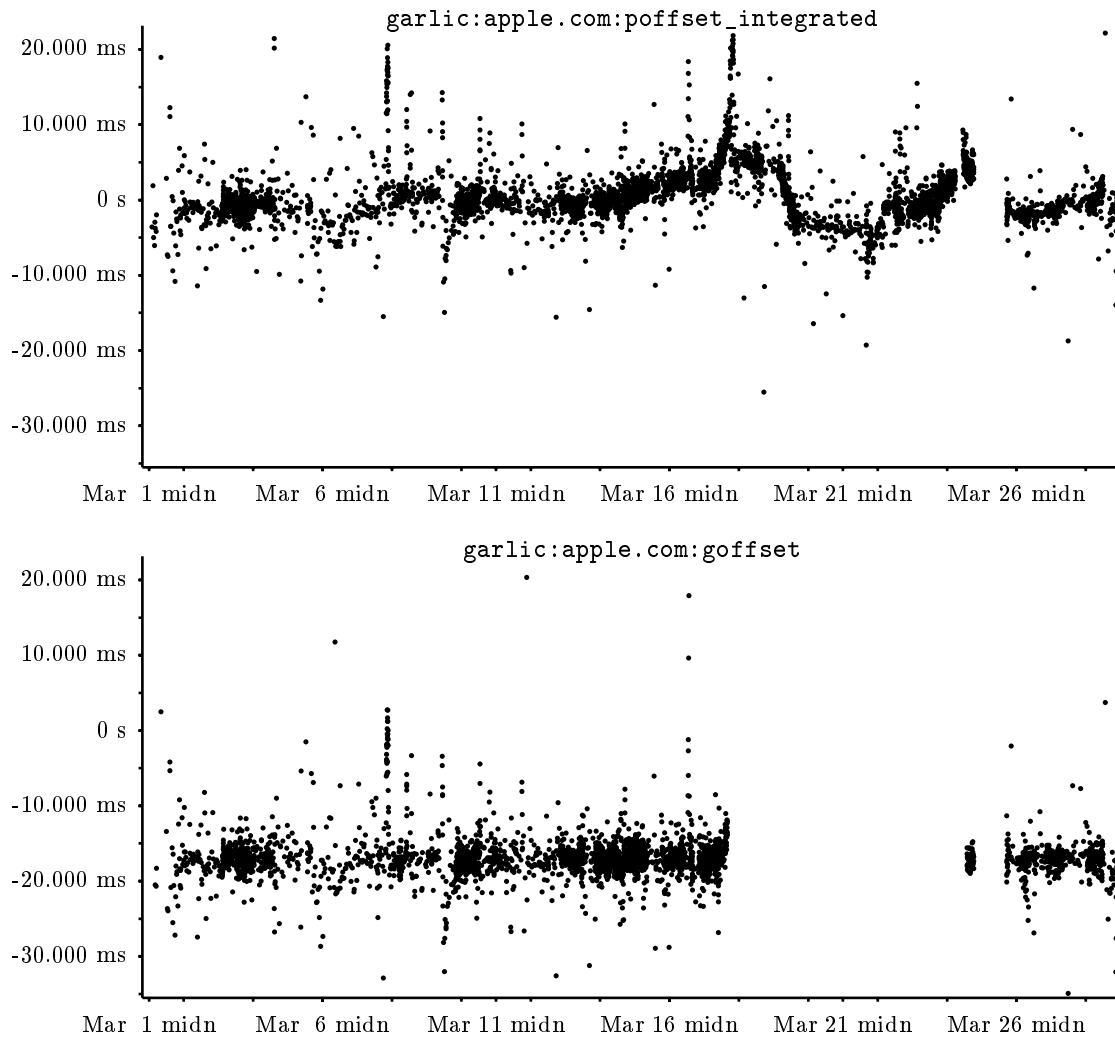 garlic:apple.com:poffset_integrated
20.000 ms
10.000 ms
0 s
-10.000 ms
-20.000 ms
-30.000 ms
Mar 1 midn Mar 6 midn Mar 11 midn Mar 16 midn Mar 21 midn Mar 26 midn
garlic:apple.com:goffset
20.000 ms
10.000 ms
0 s
-10.000 ms
-20.000 ms
-30.000 ms
Mar 1 midn Mar 6 midn Mar 11 midn Mar 16 midn Mar 21 midn Mar 26 midn